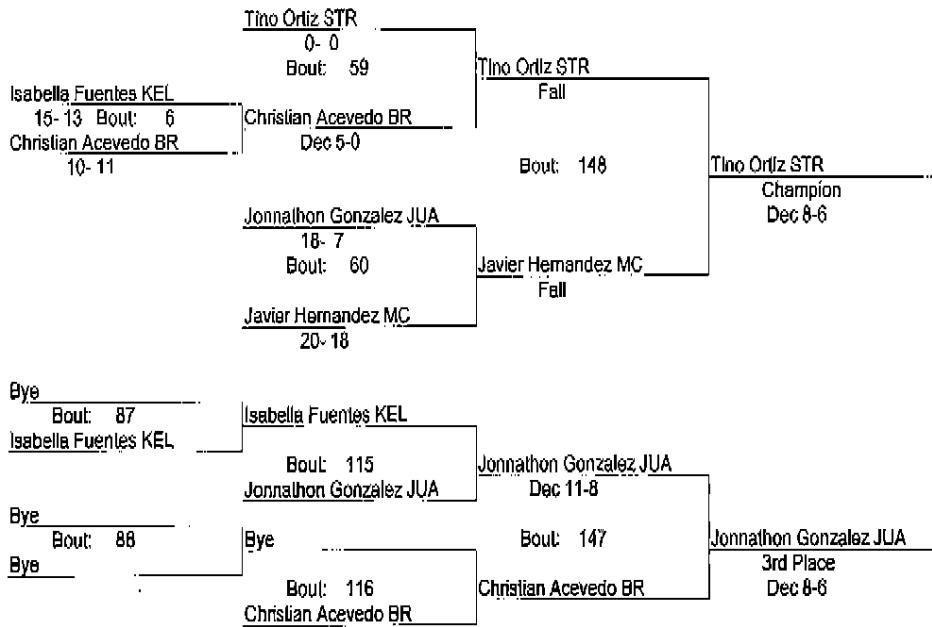 Tino Ortiz STR
0- 0
Bout: 59
Tino Ortiz STR
Fall
Isabella Fuentes KEL
15- 13 Bout: 6
Christian Acevedo BR
Dec 5-0
Christian Acevedo BR
10- 11
Bout: 148
Tino Ortiz STR
Champion
Dec 8-6
Jonnathon Gonzalez JUA
18- 7
Bout: 60
Javier Hernandez MC
Fall
Javier Hernandez MC
20- 18
Bye
Bout: 87
Isabella Fuentes KEL
Isabella Fuentes KEL
Bout: 115
Jonnathon Gonzalez JUA
Jonnathon Gonzalez JUA
Dec 11-8
Bye
Bout: 88
Bye
Bye
Bout: 147
Jonnathon Gonzalez JUA
3rd Place
Dec 8-6
Bout: 116
Christian Acevedo BR
Christian Acevedo BR